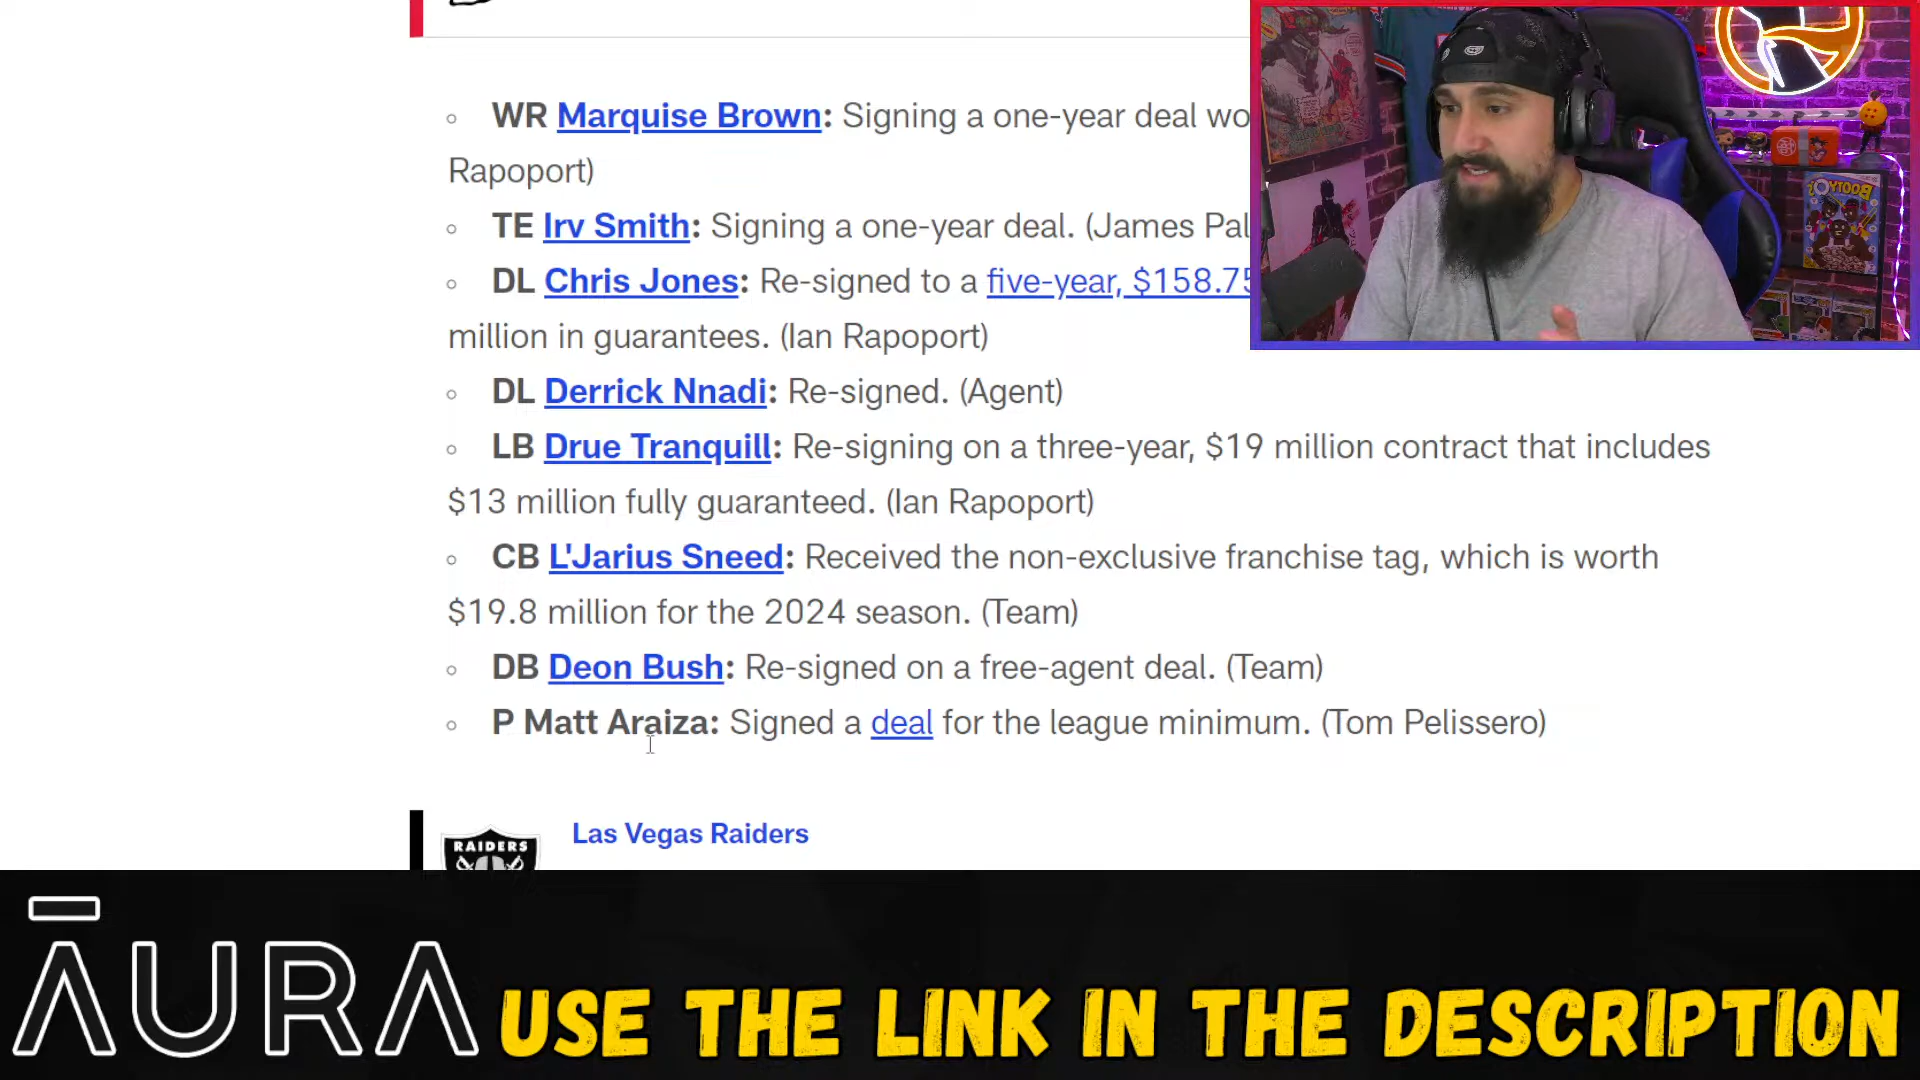 WR Marquise Brown: Signing a one-year deal wo
Rapoport)
TE Irv Smith: Signing a one-year deal. (James Pal
DL Chris Jones: Re-signed to a five-year, $158.75
million in guarantees. (Ian Rapoport)
DL Derrick Nnadi: Re-signed. (Agent)
LB Drue Tranquill: Re-signing on a three-year, $19 million contract that includes
$13 million fully guaranteed. (Ian Rapoport)
CB L'Jarius Sneed: Received the non-exclusive franchise tag, which is worth
$19.8 million for the 2024 season. (Team)
DB Deon Bush: Re-signed on a free-agent deal. (Team)
P Matt Araiza: Signed a deal for the league minimum. (Tom Pelissero)
RAIDERS
Las Vegas Raiders
ĀURA
USE THE LINK IN THE DESCRIPTION